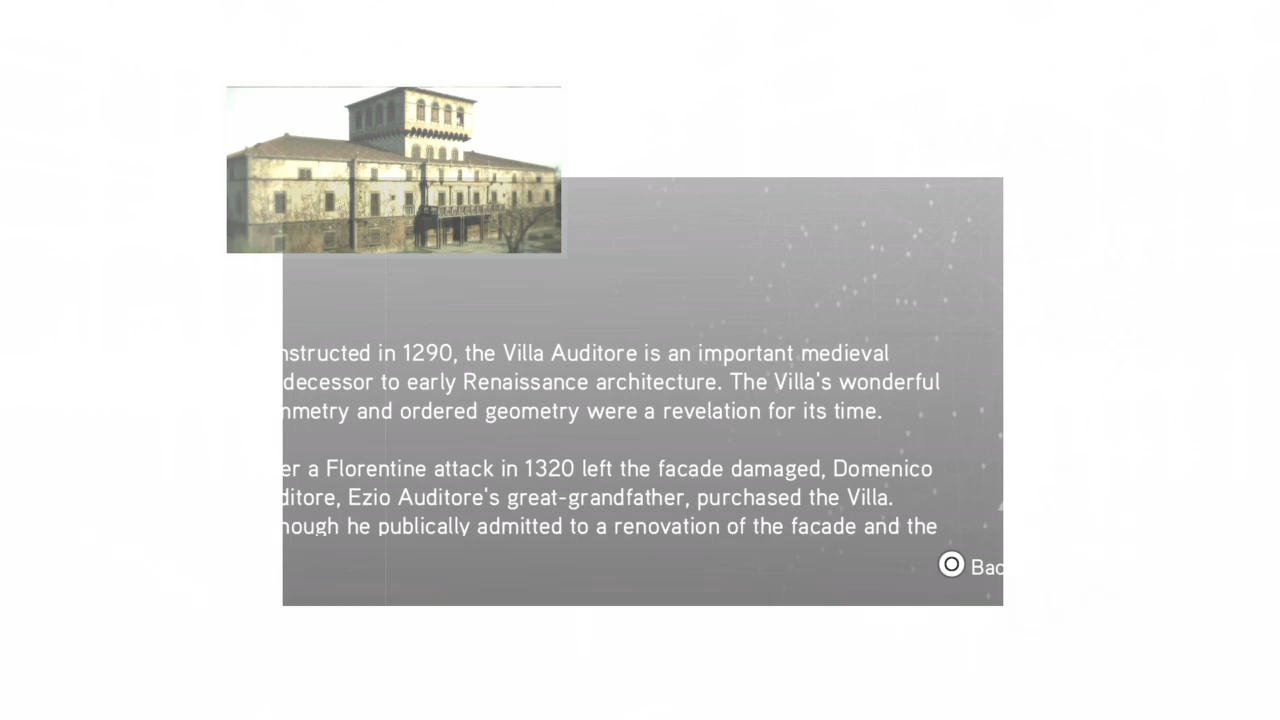 nstructed in 1290, the Villa Auditore is an important medieval
decessor to early Renaissance architecture. The Villa's wonderful
mmetry and ordered geometry were a revelation for its time.
er a Florentine attack in 1320 left the facade damaged, Domenico
ditore, Ezio Auditore's great-grandfather, purchased the Villa.
hough he publically admitted to a renovation of the facade and the
Bac